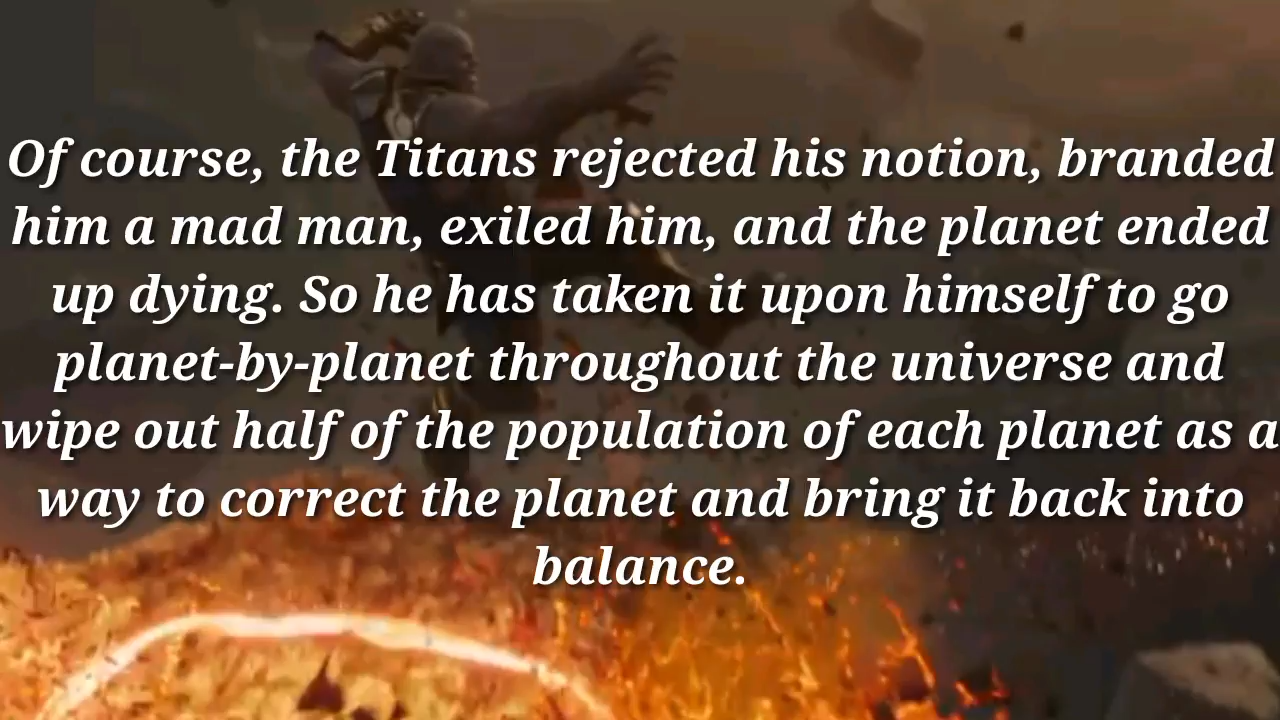 Of course, the Titans rejected his notion, branded
him a mad man, exiled him, and the planet ended
up dying. So he has taken it upon himself to go
planet-by-planet throughout the universe and
wipe out half of the population of each planet as a
way to correct the planet and bring it back into
balance.